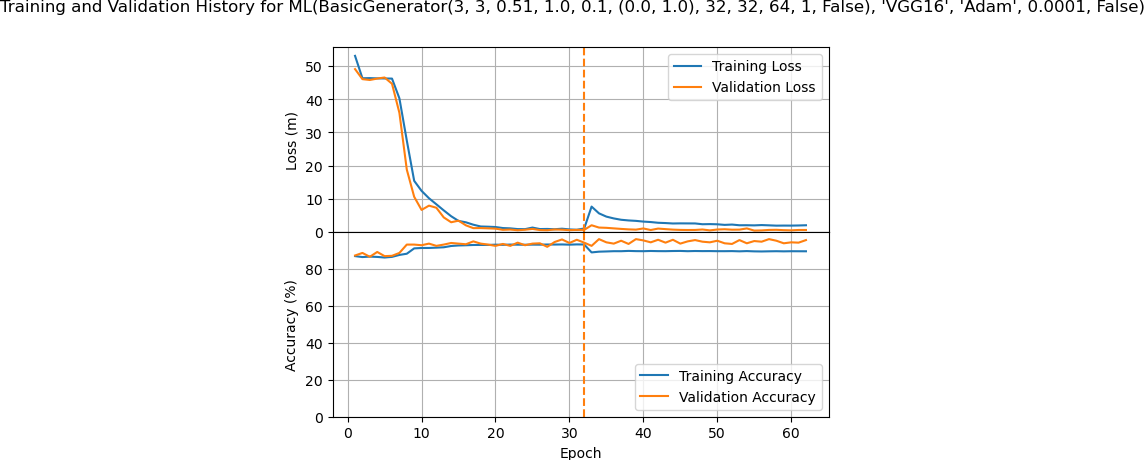 Training and Validation History for ML(BasicGenerator(3, 3, 0.51, 1.0, 0.1, (0.0, 1.0), 32, 32, 64, 1, False), 'VGG16', 'Adam', 0.0001, False)
Loss (m)
50
40
30
20
10
0
Training Loss
Validation Loss
Accuracy (%)
80
60
40
20
0
Training Accuracy
Validation Accuracy
0 10 20 30 40 50 60
Epoch